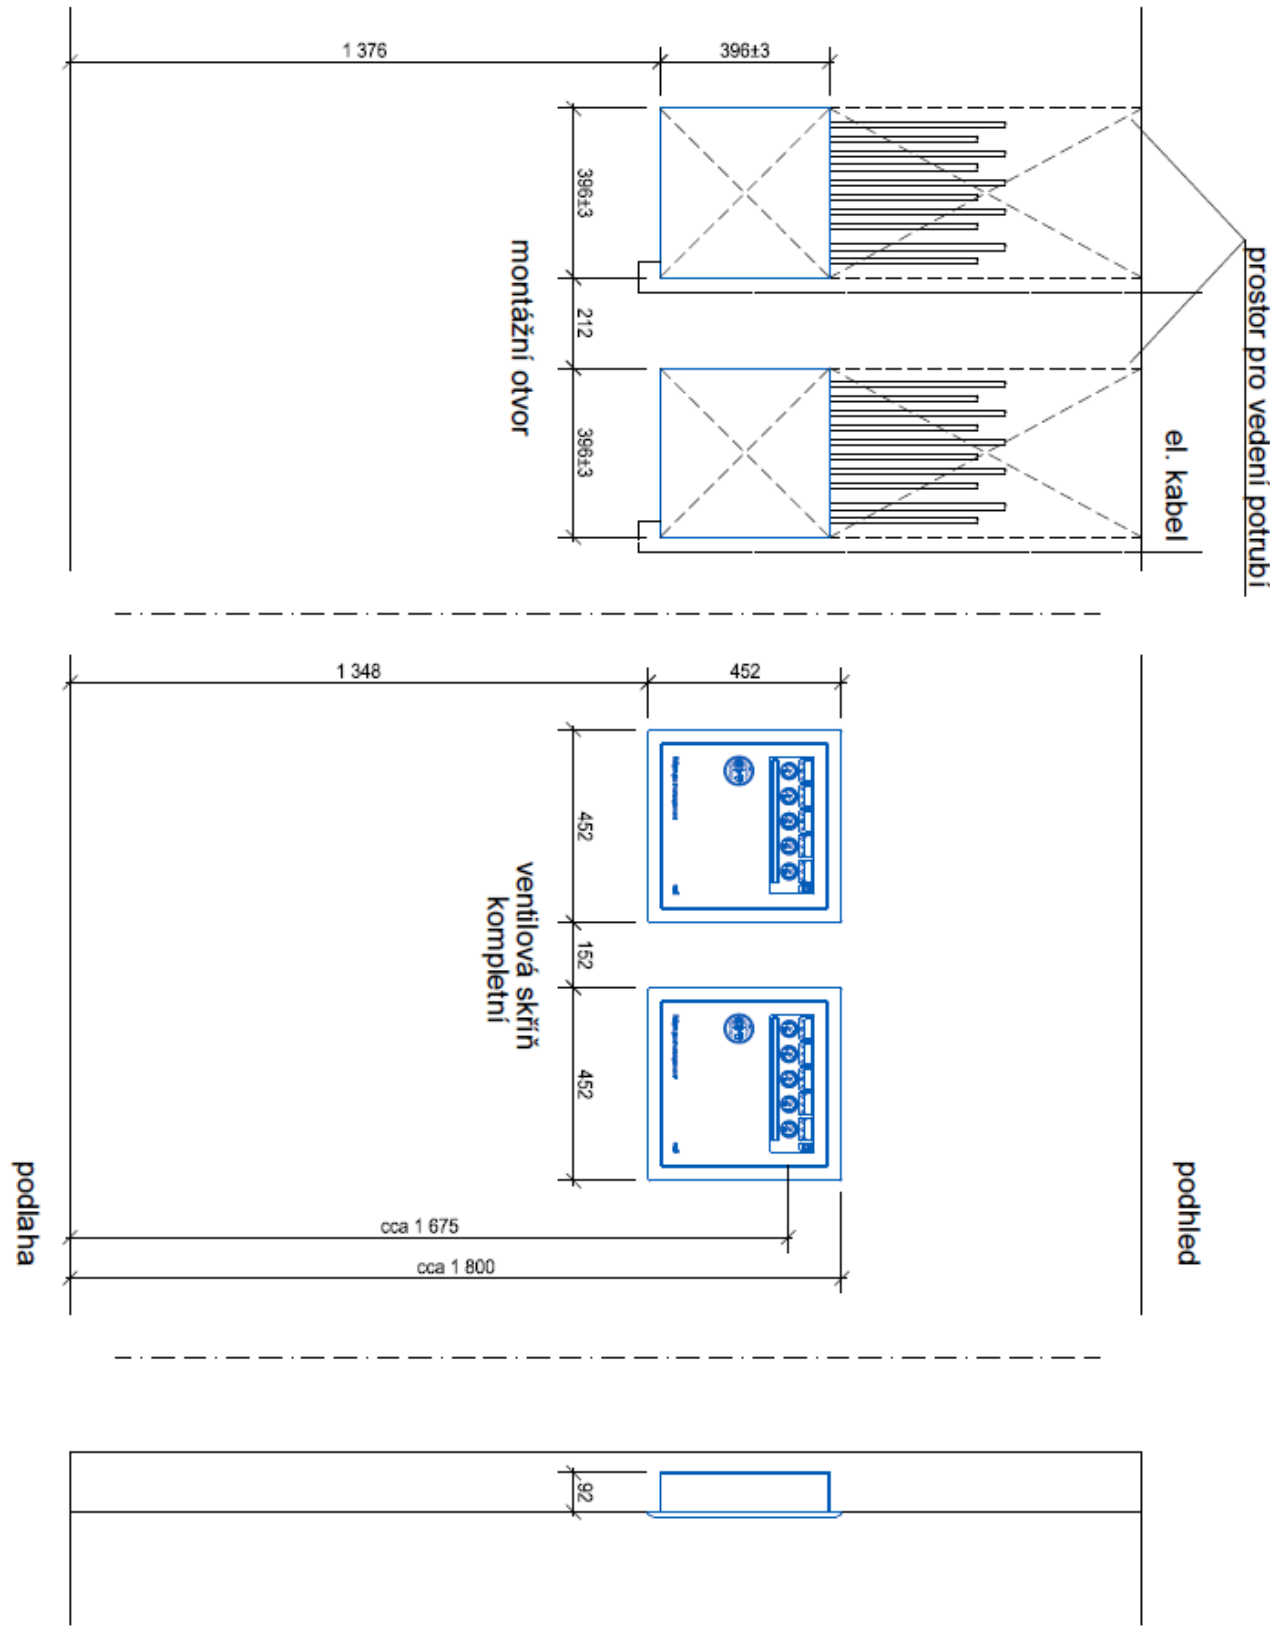 1 376
396±3
396±3
212
396±3
montážní otvor
prostor pro vedení potrubí
el. kabel
1 348
452
452
152
452
ventilová skříň
kompletní
cca 1 675
cca 1 800
podlaha
podhled
92